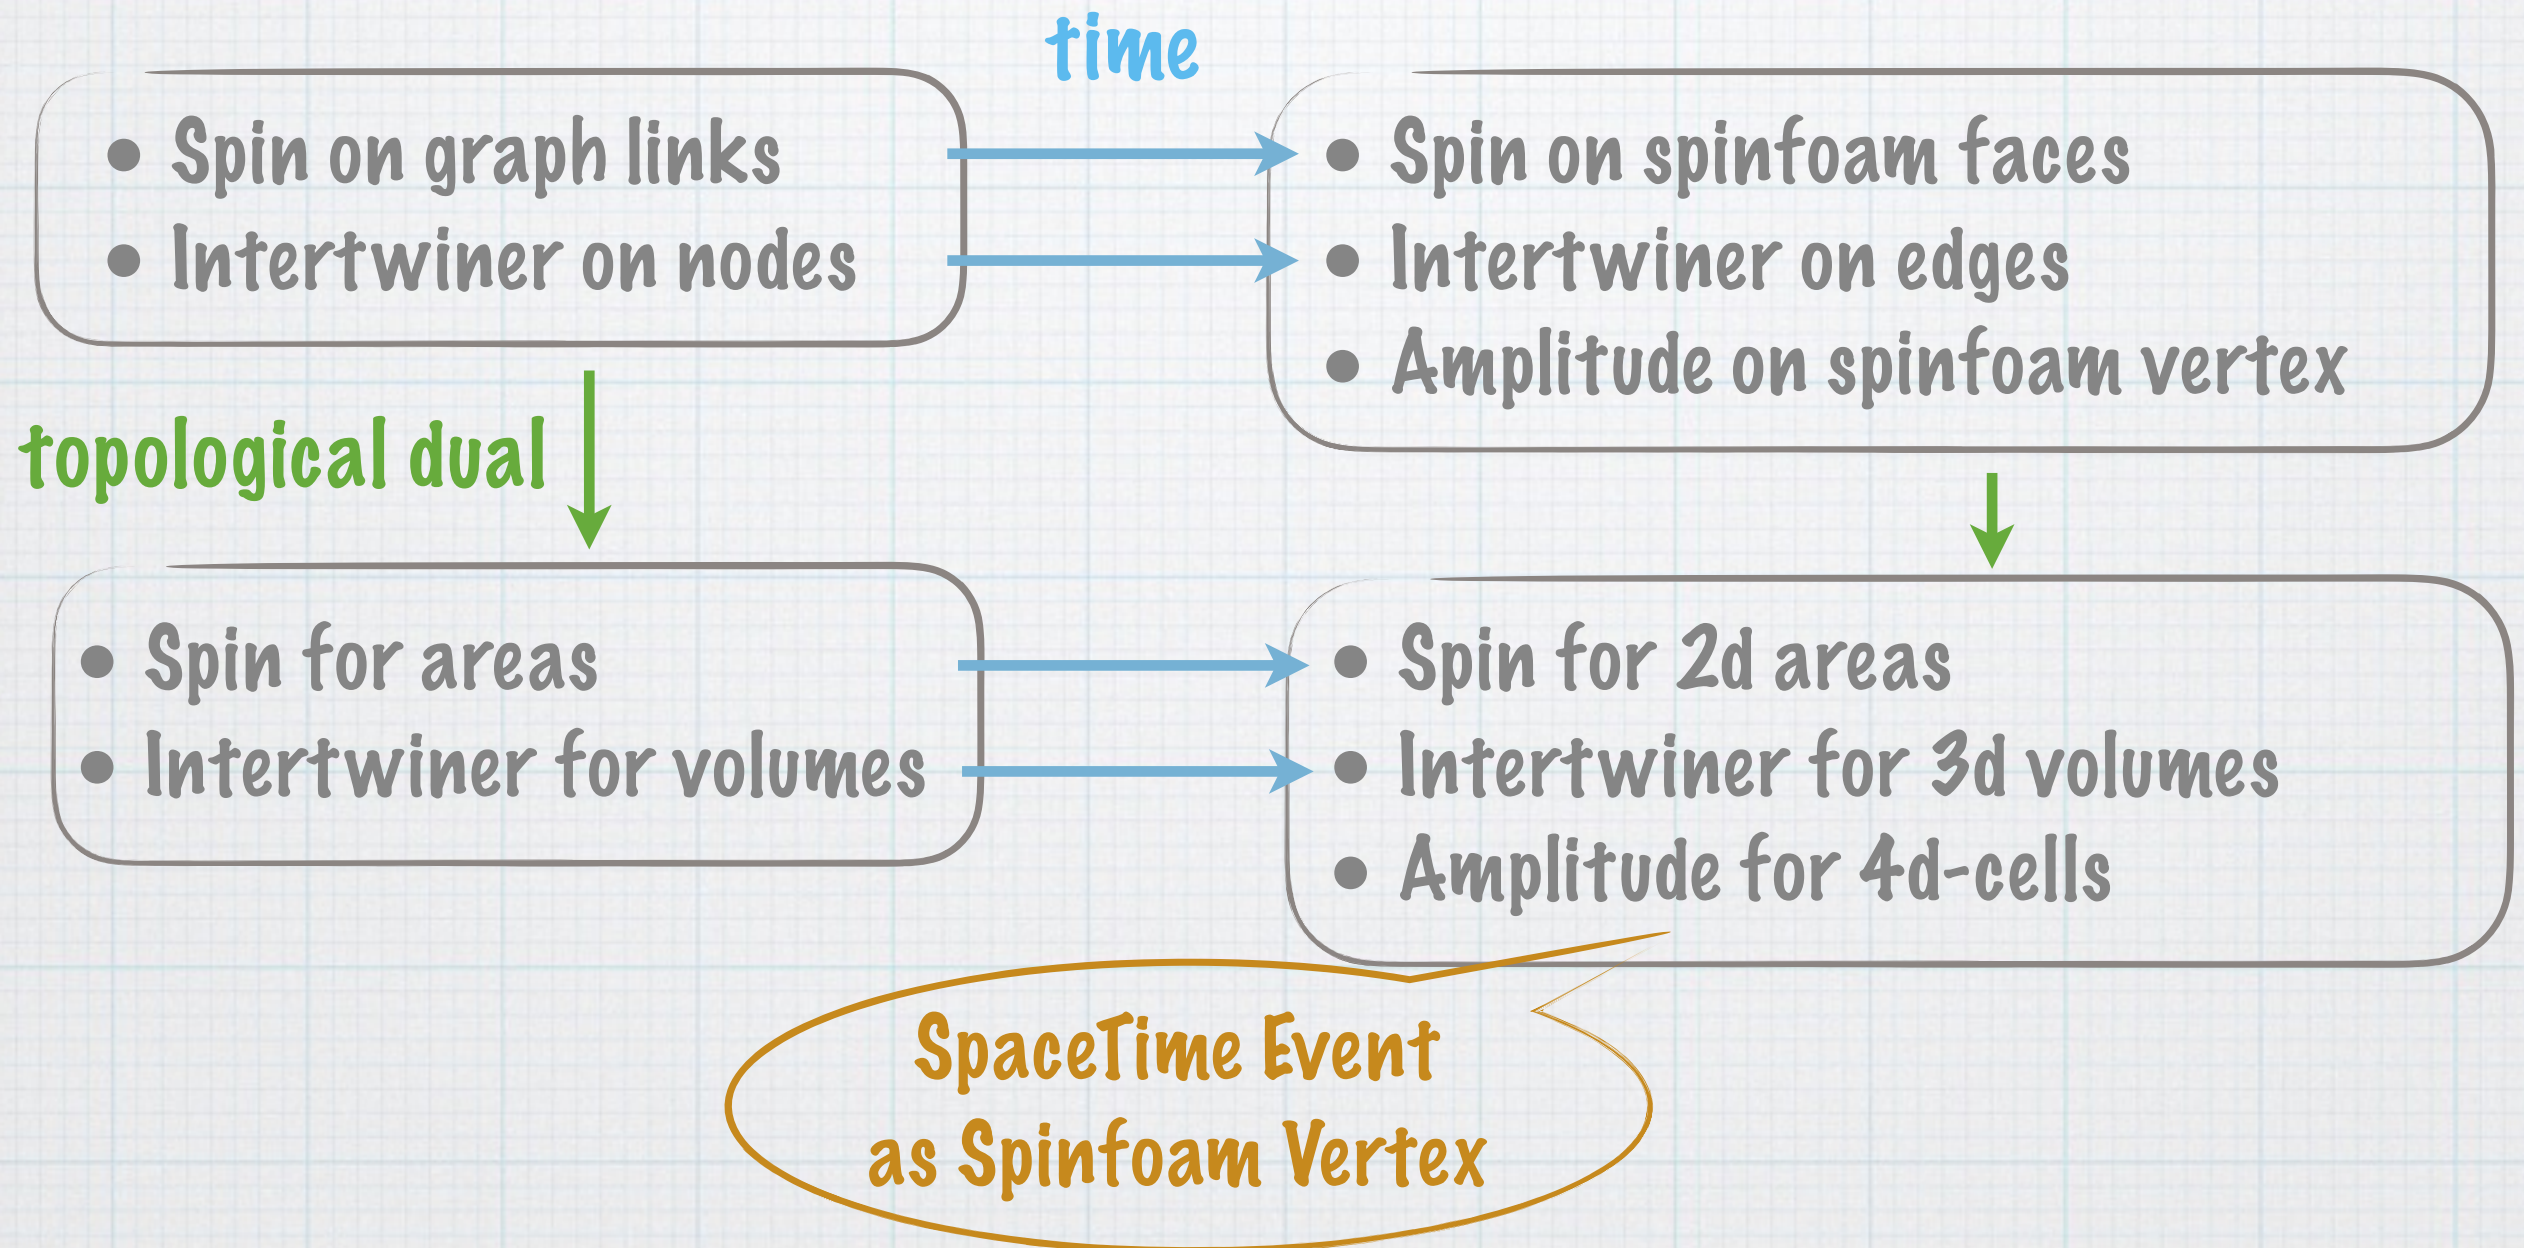 time
• Spin on graph links
• Intertwiner on nodes
• Spin on spinfoam faces
• Intertwiner on edges
• Amplitude on spinfoam vertex
topological dual
• Spin for areas
• Intertwiner for volumes
• Spin for 2d areas
• Intertwiner for 3d volumes
• Amplitude for 4d-cells
SpaceTime Event
as Spinfoam Vertex